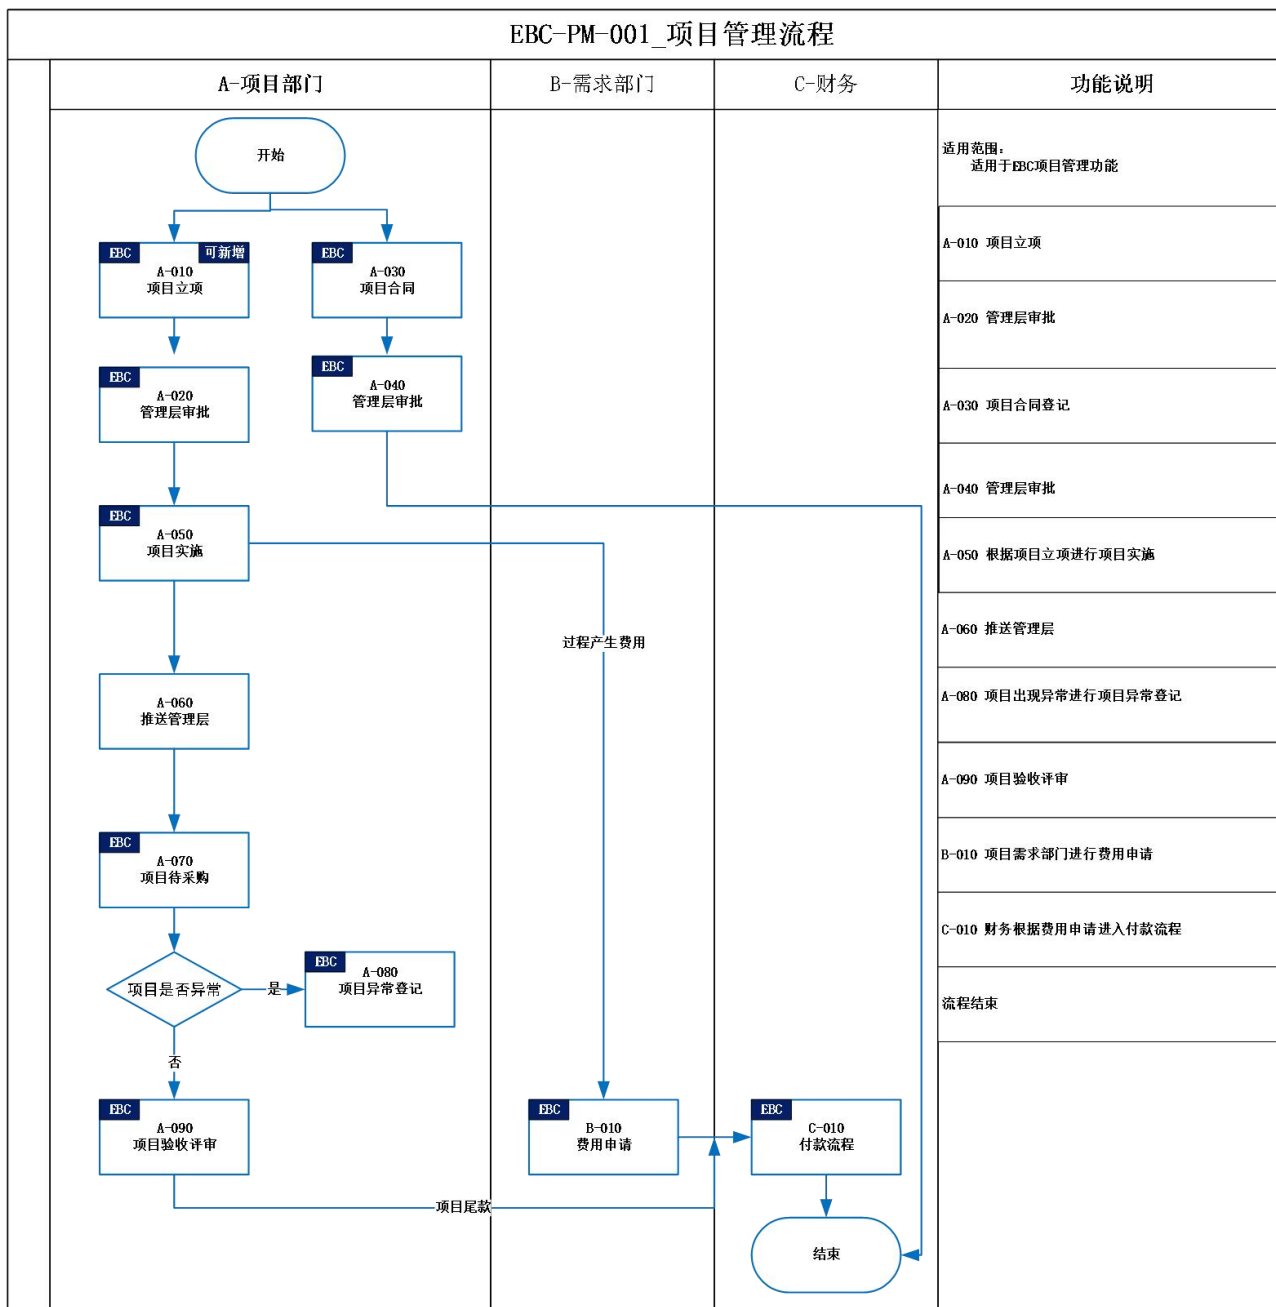 EBC-PM-001_项目管理流程
A-项目部门
B-需求部门
C-财务
功能说明
开始
适用范围：
适用于EBC项目管理功能
EBC
可新增
A-010
项目立项
EBC
A-030
项目合同
A-010 项目立项
EBC
A-020
管理层审批
EBC
A-040
管理层审批
A-020 管理层审批
A-030 项目合同登记
A-040 管理层审批
EBC
A-050
项目实施
A-050 根据项目立项进行项目实施
过程产生费用
A-060 推送管理层
A-060
推送管理层
A-080 项目出现异常进行项目异常登记
A-090 项目验收评审
EBC
A-070
项目待采购
B-010 项目需求部门进行费用申请
C-010 财务根据费用申请进入付款流程
项目是否异常
是
EBC
A-080
项目异常登记
流程结束
否
EBC
A-090
项目验收评审
EBC
B-010
费用申请
EBC
C-010
付款流程
项目尾款
结束